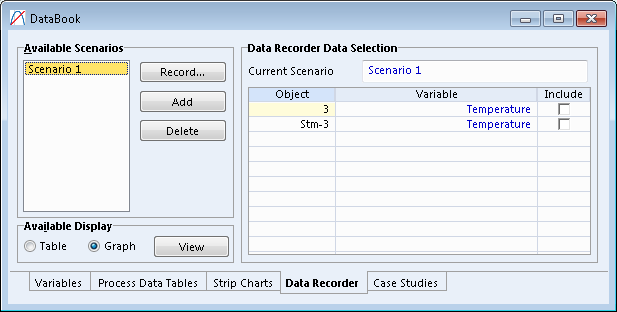 DataBook
Available Scenarios
Scenario 1
Record...
Add
Delete
Available Display
Table
Graph
View
Data Recorder Data Selection
Current Scenario
Scenario 1
Object Variable Include
3 Temperature
Stm-3 Temperature
Variables Process Data Tables Strip Charts Data Recorder Case Studies